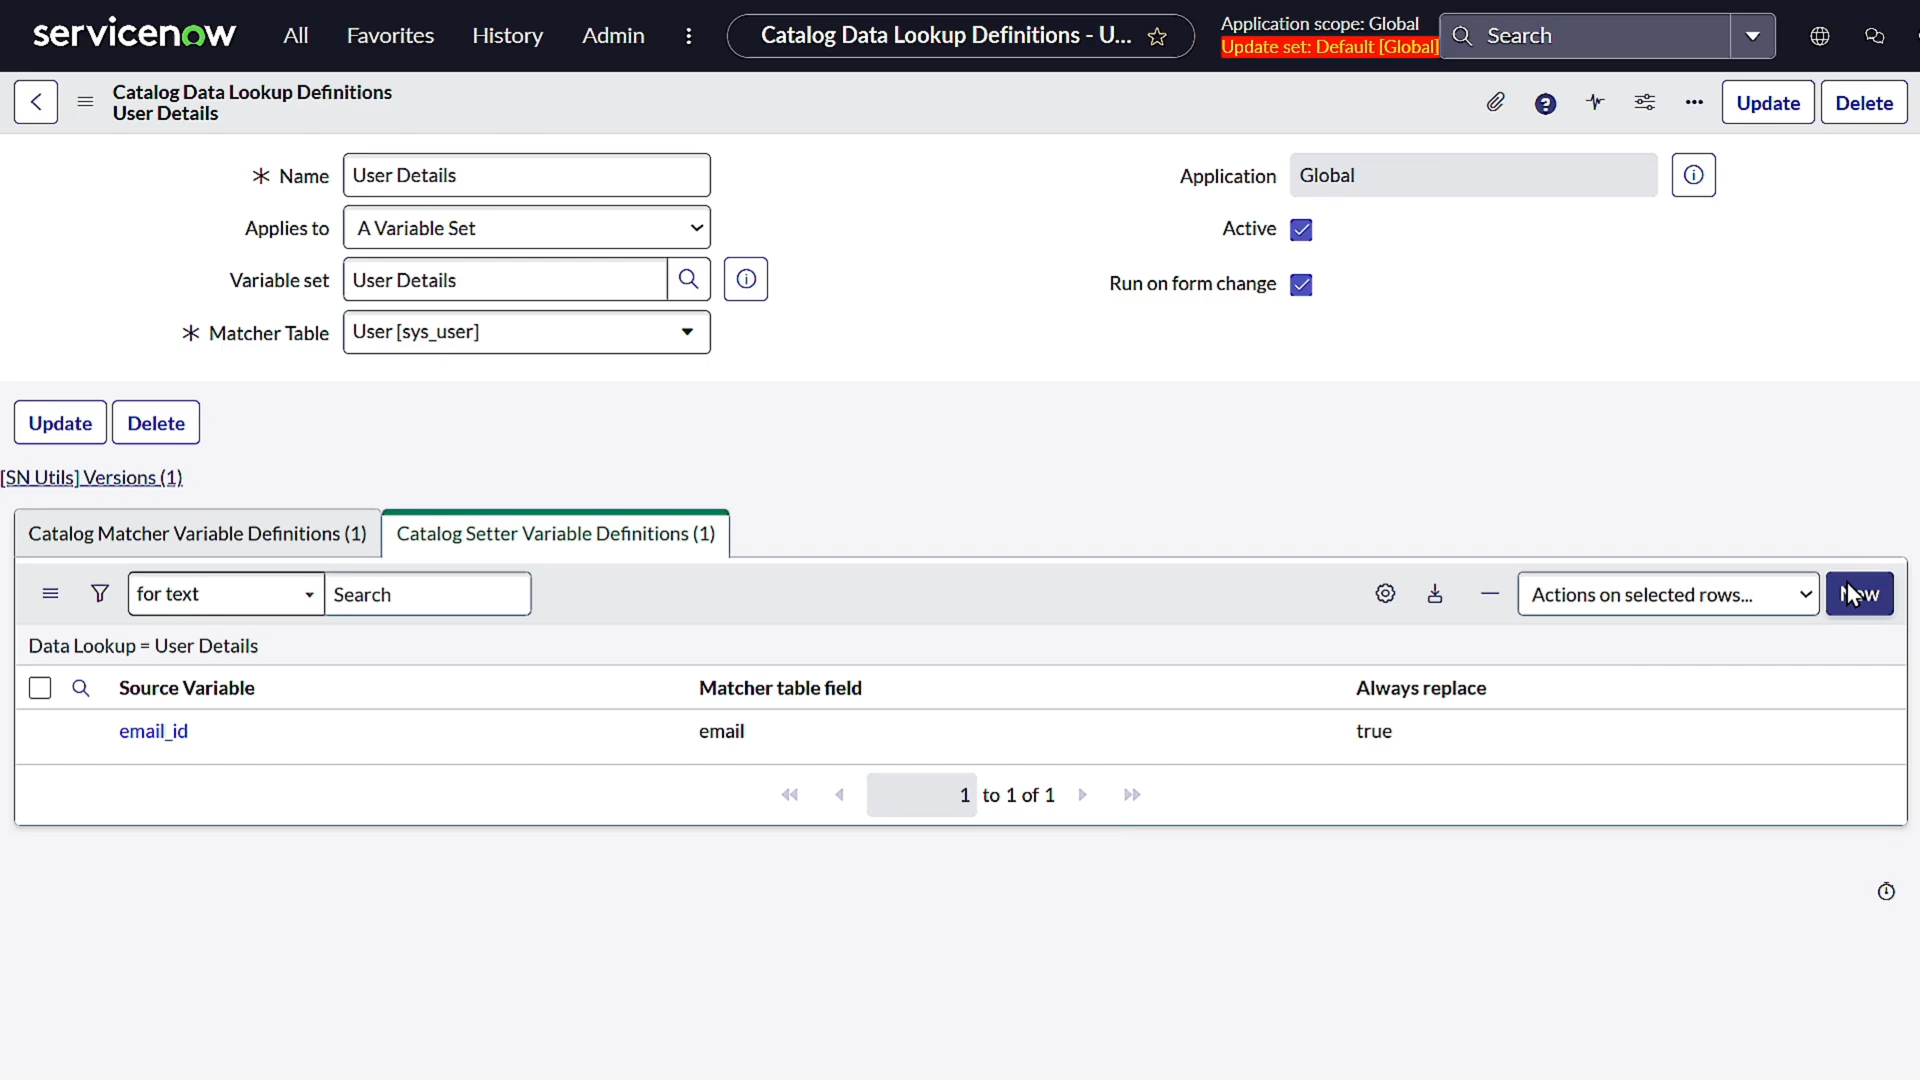 servicenow
All
Favorites
History
Admin
Catalog Data Lookup Definitions - U...
Application scope: Global
Update set: Default [Global]
Search
Catalog Data Lookup Definitions
User Details
Update
Delete
Name
User Details
Application
Global
Applies to
A Variable Set
Active
Variable set
User Details
Run on form change
Matcher Table
User [sys_user]
Update
Delete
[SN Utils] Versions (1)
Catalog Matcher Variable Definitions (1)
Catalog Setter Variable Definitions (1)
for text
Search
Actions on selected rows...
New
Data Lookup = User Details
Source Variable
Matcher table field
Always replace
email_id
email
true
1 to 1 of 1